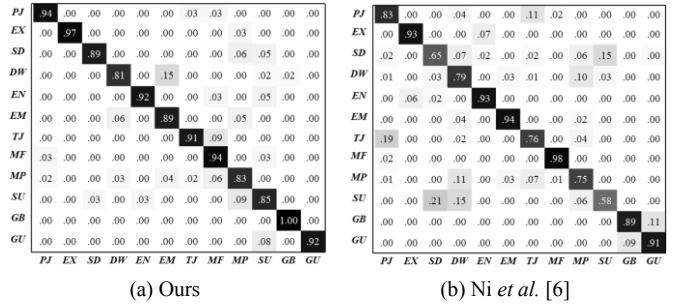 PJ .94 .00 .00 .00 .00 .00 .03 .03 .00 .00 .00 .00
EX .00 .97 .00 .00 .00 .00 .00 .00 .03 .00 .00 .00
SD .00 .00 .89 .00 .00 .00 .00 .00 .06 .05 .00 .00
DW .00 .00 .00 .81 .00 .15 .00 .00 .00 .02 .02 .00
EN .00 .00 .00 .00 .92 .00 .00 .03 .00 .05 .00 .00
EM .00 .00 .00 .06 .00 .89 .00 .00 .05 .00 .00 .00
TJ .00 .00 .00 .00 .00 .00 .91 .09 .00 .00 .00 .00
MF .03 .00 .00 .00 .00 .00 .00 .94 .00 .03 .00 .00
MP .00 .00 .00 .03 .00 .04 .02 .06 .83 .00 .00 .00
SU .00 .00 .03 .00 .03 .00 .00 .00 .09 .85 .00 .00
GB .00 .00 .00 .00 .00 .00 .00 .00 .00 .00 1.00 .00
GU .00 .00 .00 .00 .00 .00 .00 .00 .00 .08 .00 .92
PJ EX SD DW EN EM TJ MF MP SU GB GU
(a) Ours
PJ .83 .00 .00 .04 .00 .00 .11 .02 .00 .00 .00 .00
EX .00 .93 .00 .00 .07 .00 .00 .00 .00 .00 .00 .00
SD .02 .00 .65 .07 .02 .00 .02 .00 .06 .15 .00 .00
DW .01 .00 .03 .79 .00 .03 .01 .00 .10 .03 .00 .00
EN .00 .06 .02 .00 .93 .00 .00 .00 .00 .00 .00 .00
EM .00 .00 .00 .04 .00 .94 .00 .00 .02 .00 .00 .00
TJ .19 .00 .00 .02 .00 .00 .76 .00 .04 .00 .00 .00
MF .02 .00 .00 .00 .00 .00 .00 .98 .00 .00 .00 .00
MP .01 .00 .00 .11 .00 .03 .07 .01 .75 .00 .00 .00
SU .00 .00 .21 .15 .00 .00 .00 .00 .06 .58 .00 .00
GB .00 .00 .00 .00 .00 .00 .00 .00 .00 .00 .89 .11
GU .00 .00 .00 .00 .00 .00 .00 .00 .00 .00 .09 .91
PJ EX SD DW EN EM TJ MF MP SU GB GU
(b) Ni et al. [6]